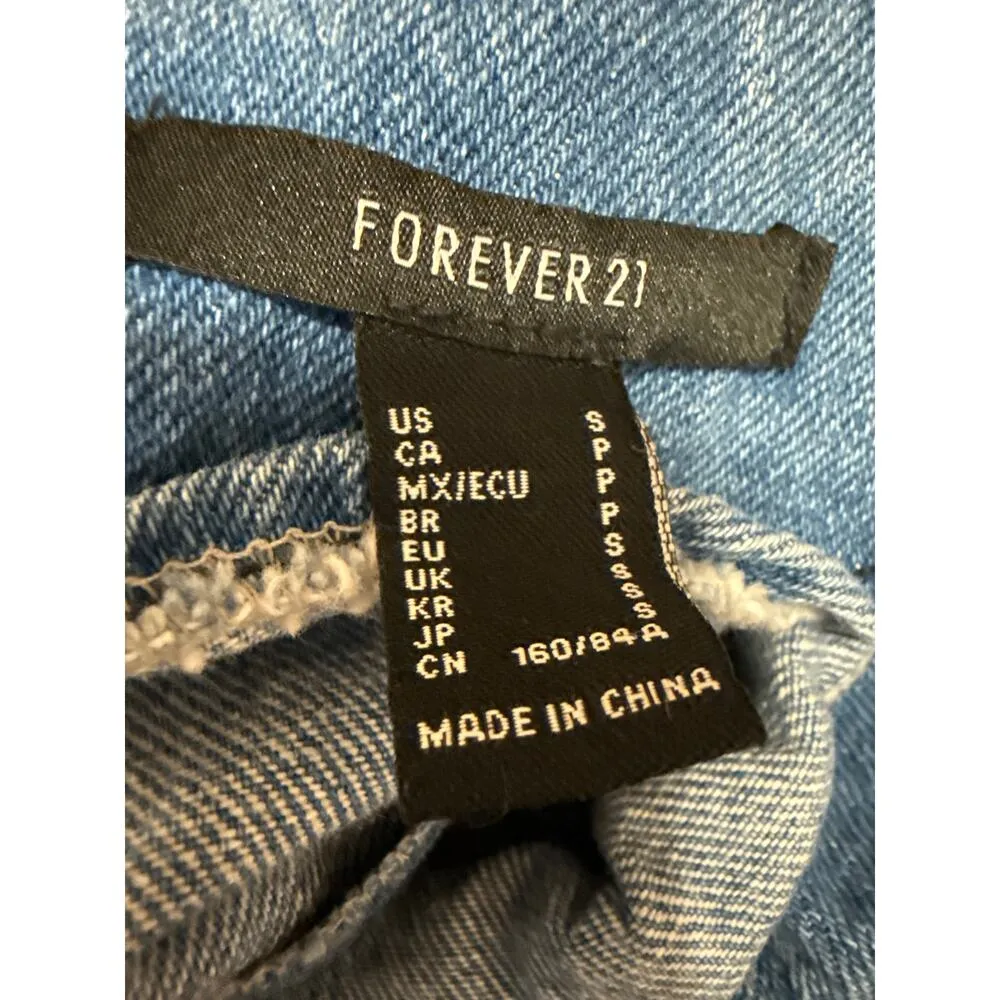 FOREVER 21
US S
CA P
MX/ECU P
BR P
EU S
UK S
KR S
JP S
CN 160/84A
MADE IN CHINA